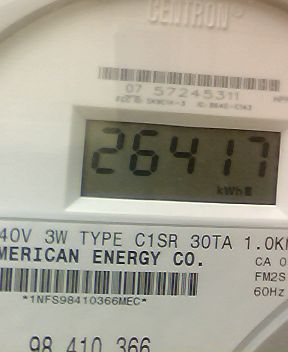 CENTRON®
07 57245311
26417
kWh
40V 3W TYPE C1SR 30TA 1.0K
MERICAN ENERGY CO.
CA 0
FM2S
60Hz
*1NFS98410366MEC*
98 410 366